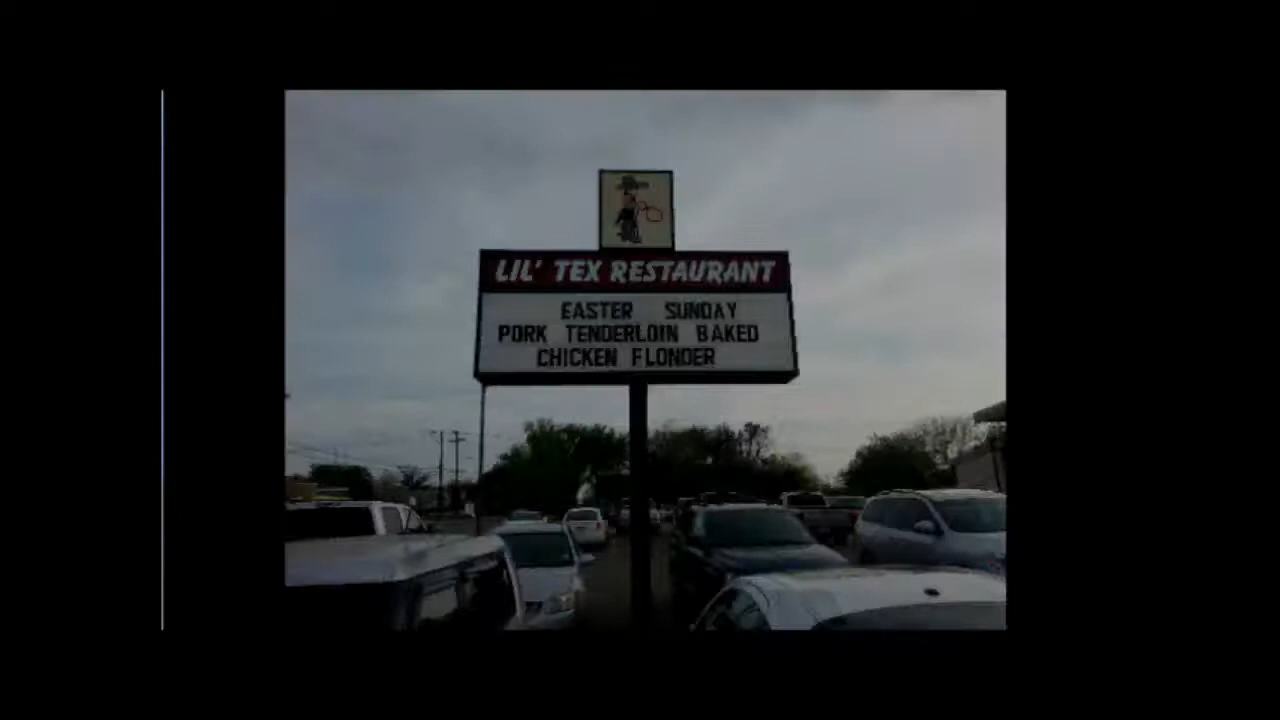 LIL' TEX RESTAURANT
EASTER SUNDAY
PORK TENDERLOIN BAKED
CHICKEN FLONDER